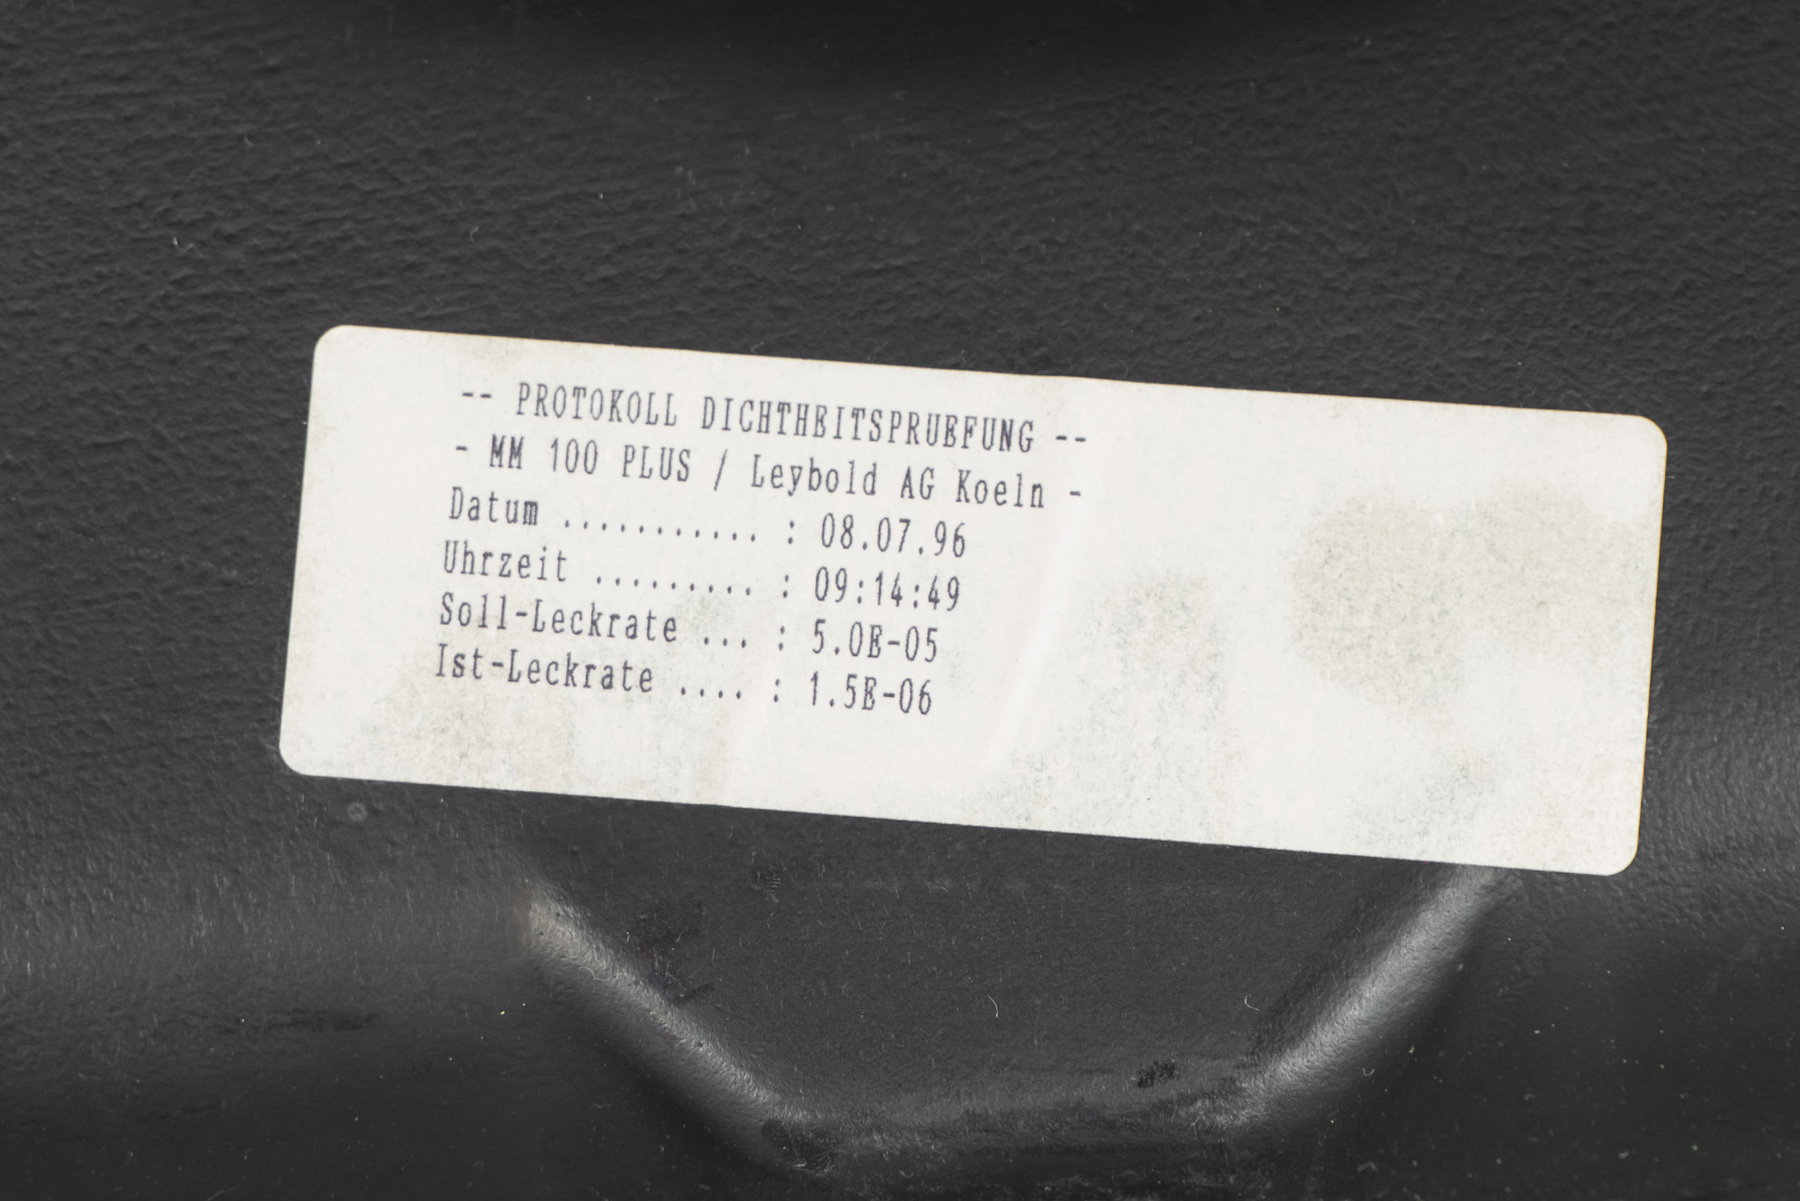 -- PROTOKOLL DICHTHEITSPRUEFUNG --
- MM 100 PLUS / Leybold AG Koeln -
Datum ........... : 08.07.96
Uhrzeit ......... : 09:14:49
Soll-Leckrate ... : 5.0E-05
Ist-Leckrate .... : 1.5E-06